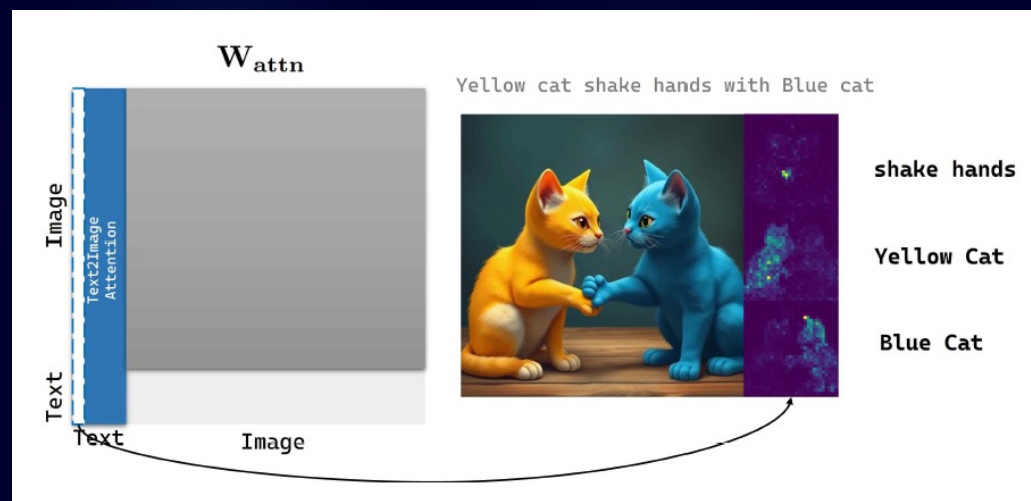 W_attn
Image
Text
Text2Image
Attention
Text
Image
Yellow cat shake hands with Blue cat
shake hands
Yellow Cat
Blue Cat